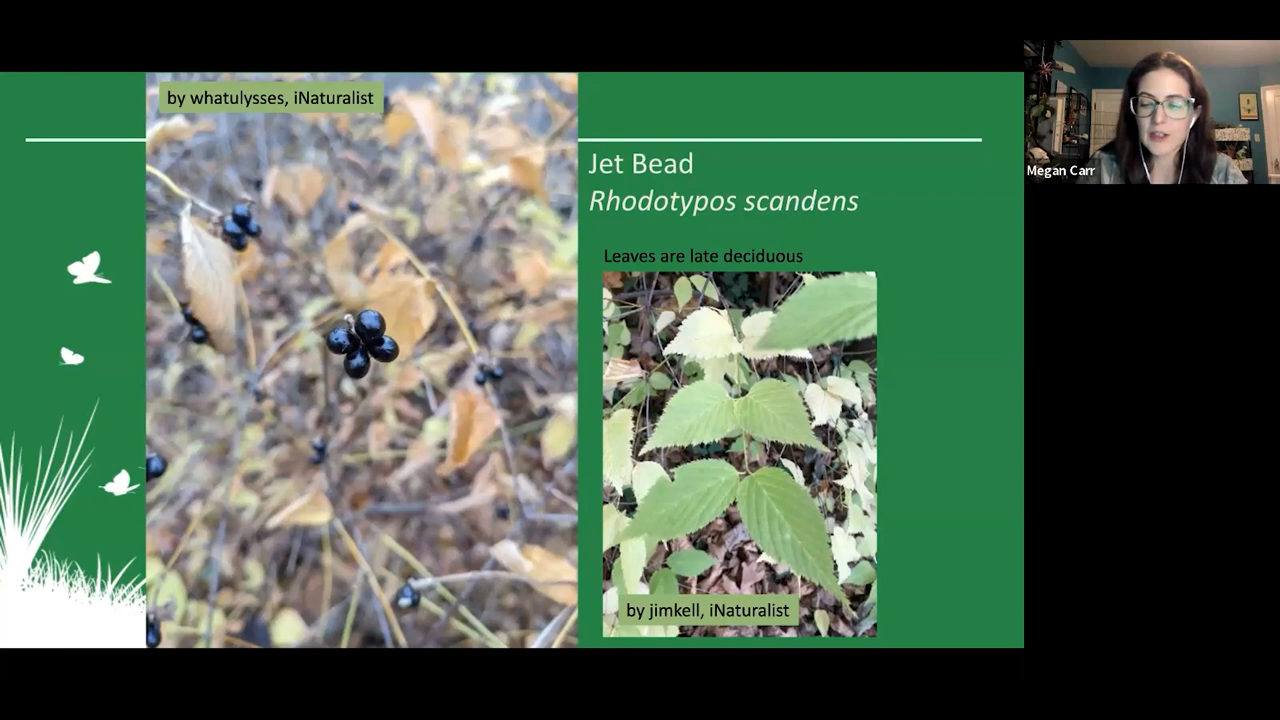 by whatulysses, iNaturalist
Jet Bead
Rhodotypos scandens
Leaves are late deciduous
by jimkell, iNaturalist
Megan Carr